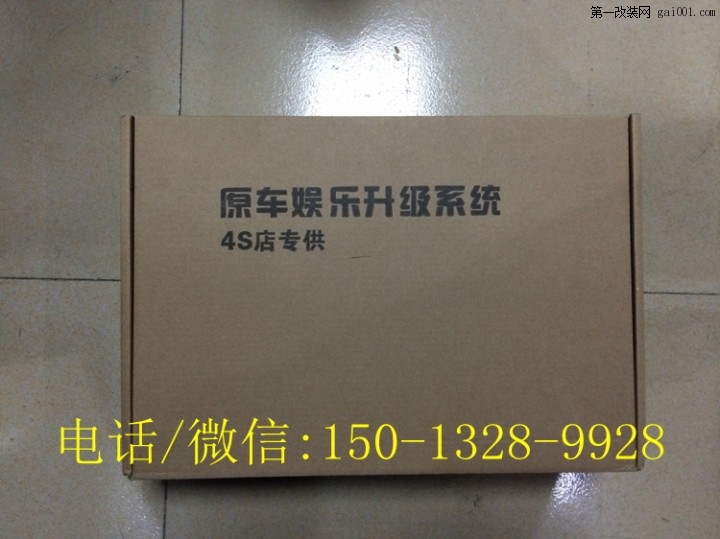 第一改装网 gai001.com
原车娱乐升级系统
4S店专供
电话/微信:150-1328-9928